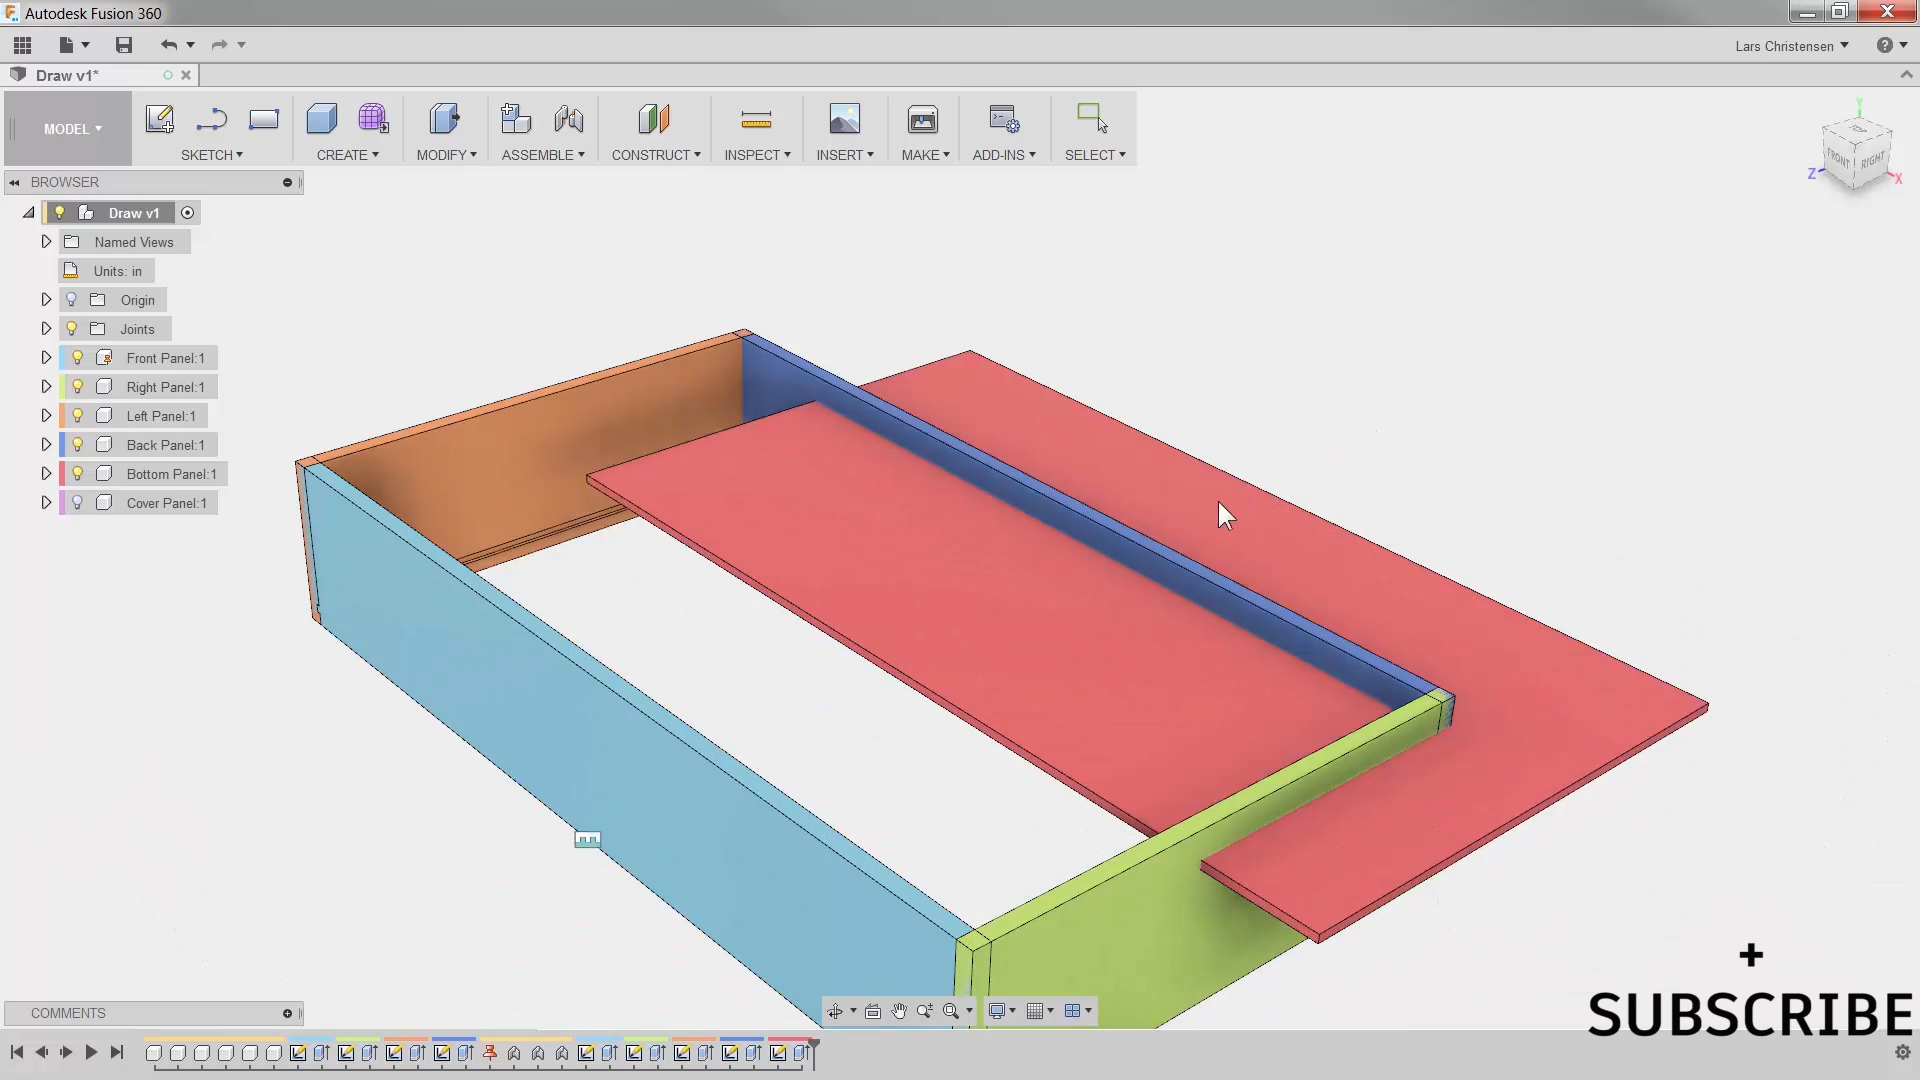 Autodesk Fusion 360
Lars Christensen
Draw v1*
MODEL
SKETCH
CREATE
MODIFY
ASSEMBLE
CONSTRUCT
INSPECT
INSERT
MAKE
ADD-INS
SELECT
Y
FRONT
RIGHT
Z
X
BROWSER
Draw v1
Named Views
Units: in
Origin
Joints
Front Panel:1
Right Panel:1
Left Panel:1
Back Panel:1
Bottom Panel:1
Cover Panel:1
+
SUBSCRIBE
COMMENTS